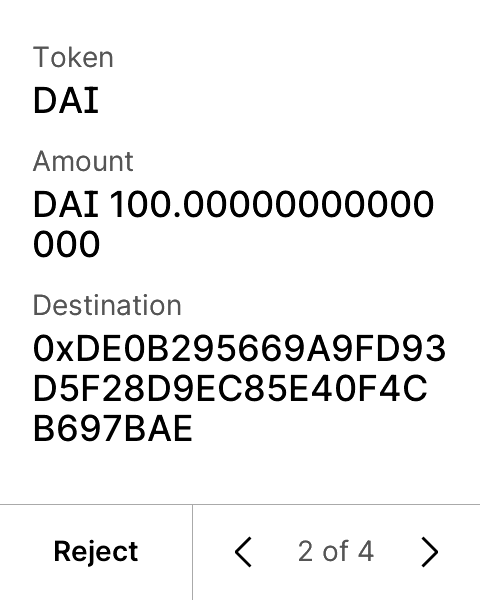 Token
DAI
Amount
DAI 100.00000000000
000
Destination
0xDE0B295669A9FD93
D5F28D9EC85E40F4C
B697BAE
Reject
2 of 4